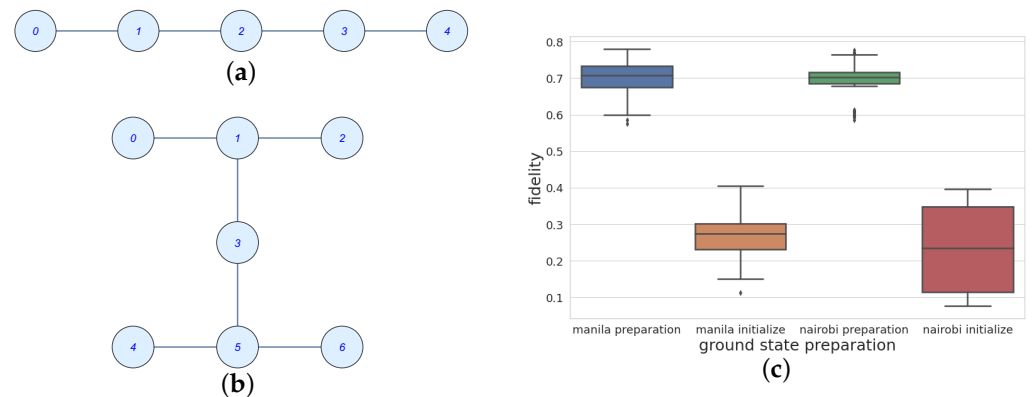 0 1 2 3 4
(a)
0 1 2
3
4 5 6
(b)
0.8
0.7
0.6
0.5
0.4
0.3
0.2
0.1
fidelity
manila preparation manila initialize nairobi preparation nairobi initialize
ground state preparation
(c)